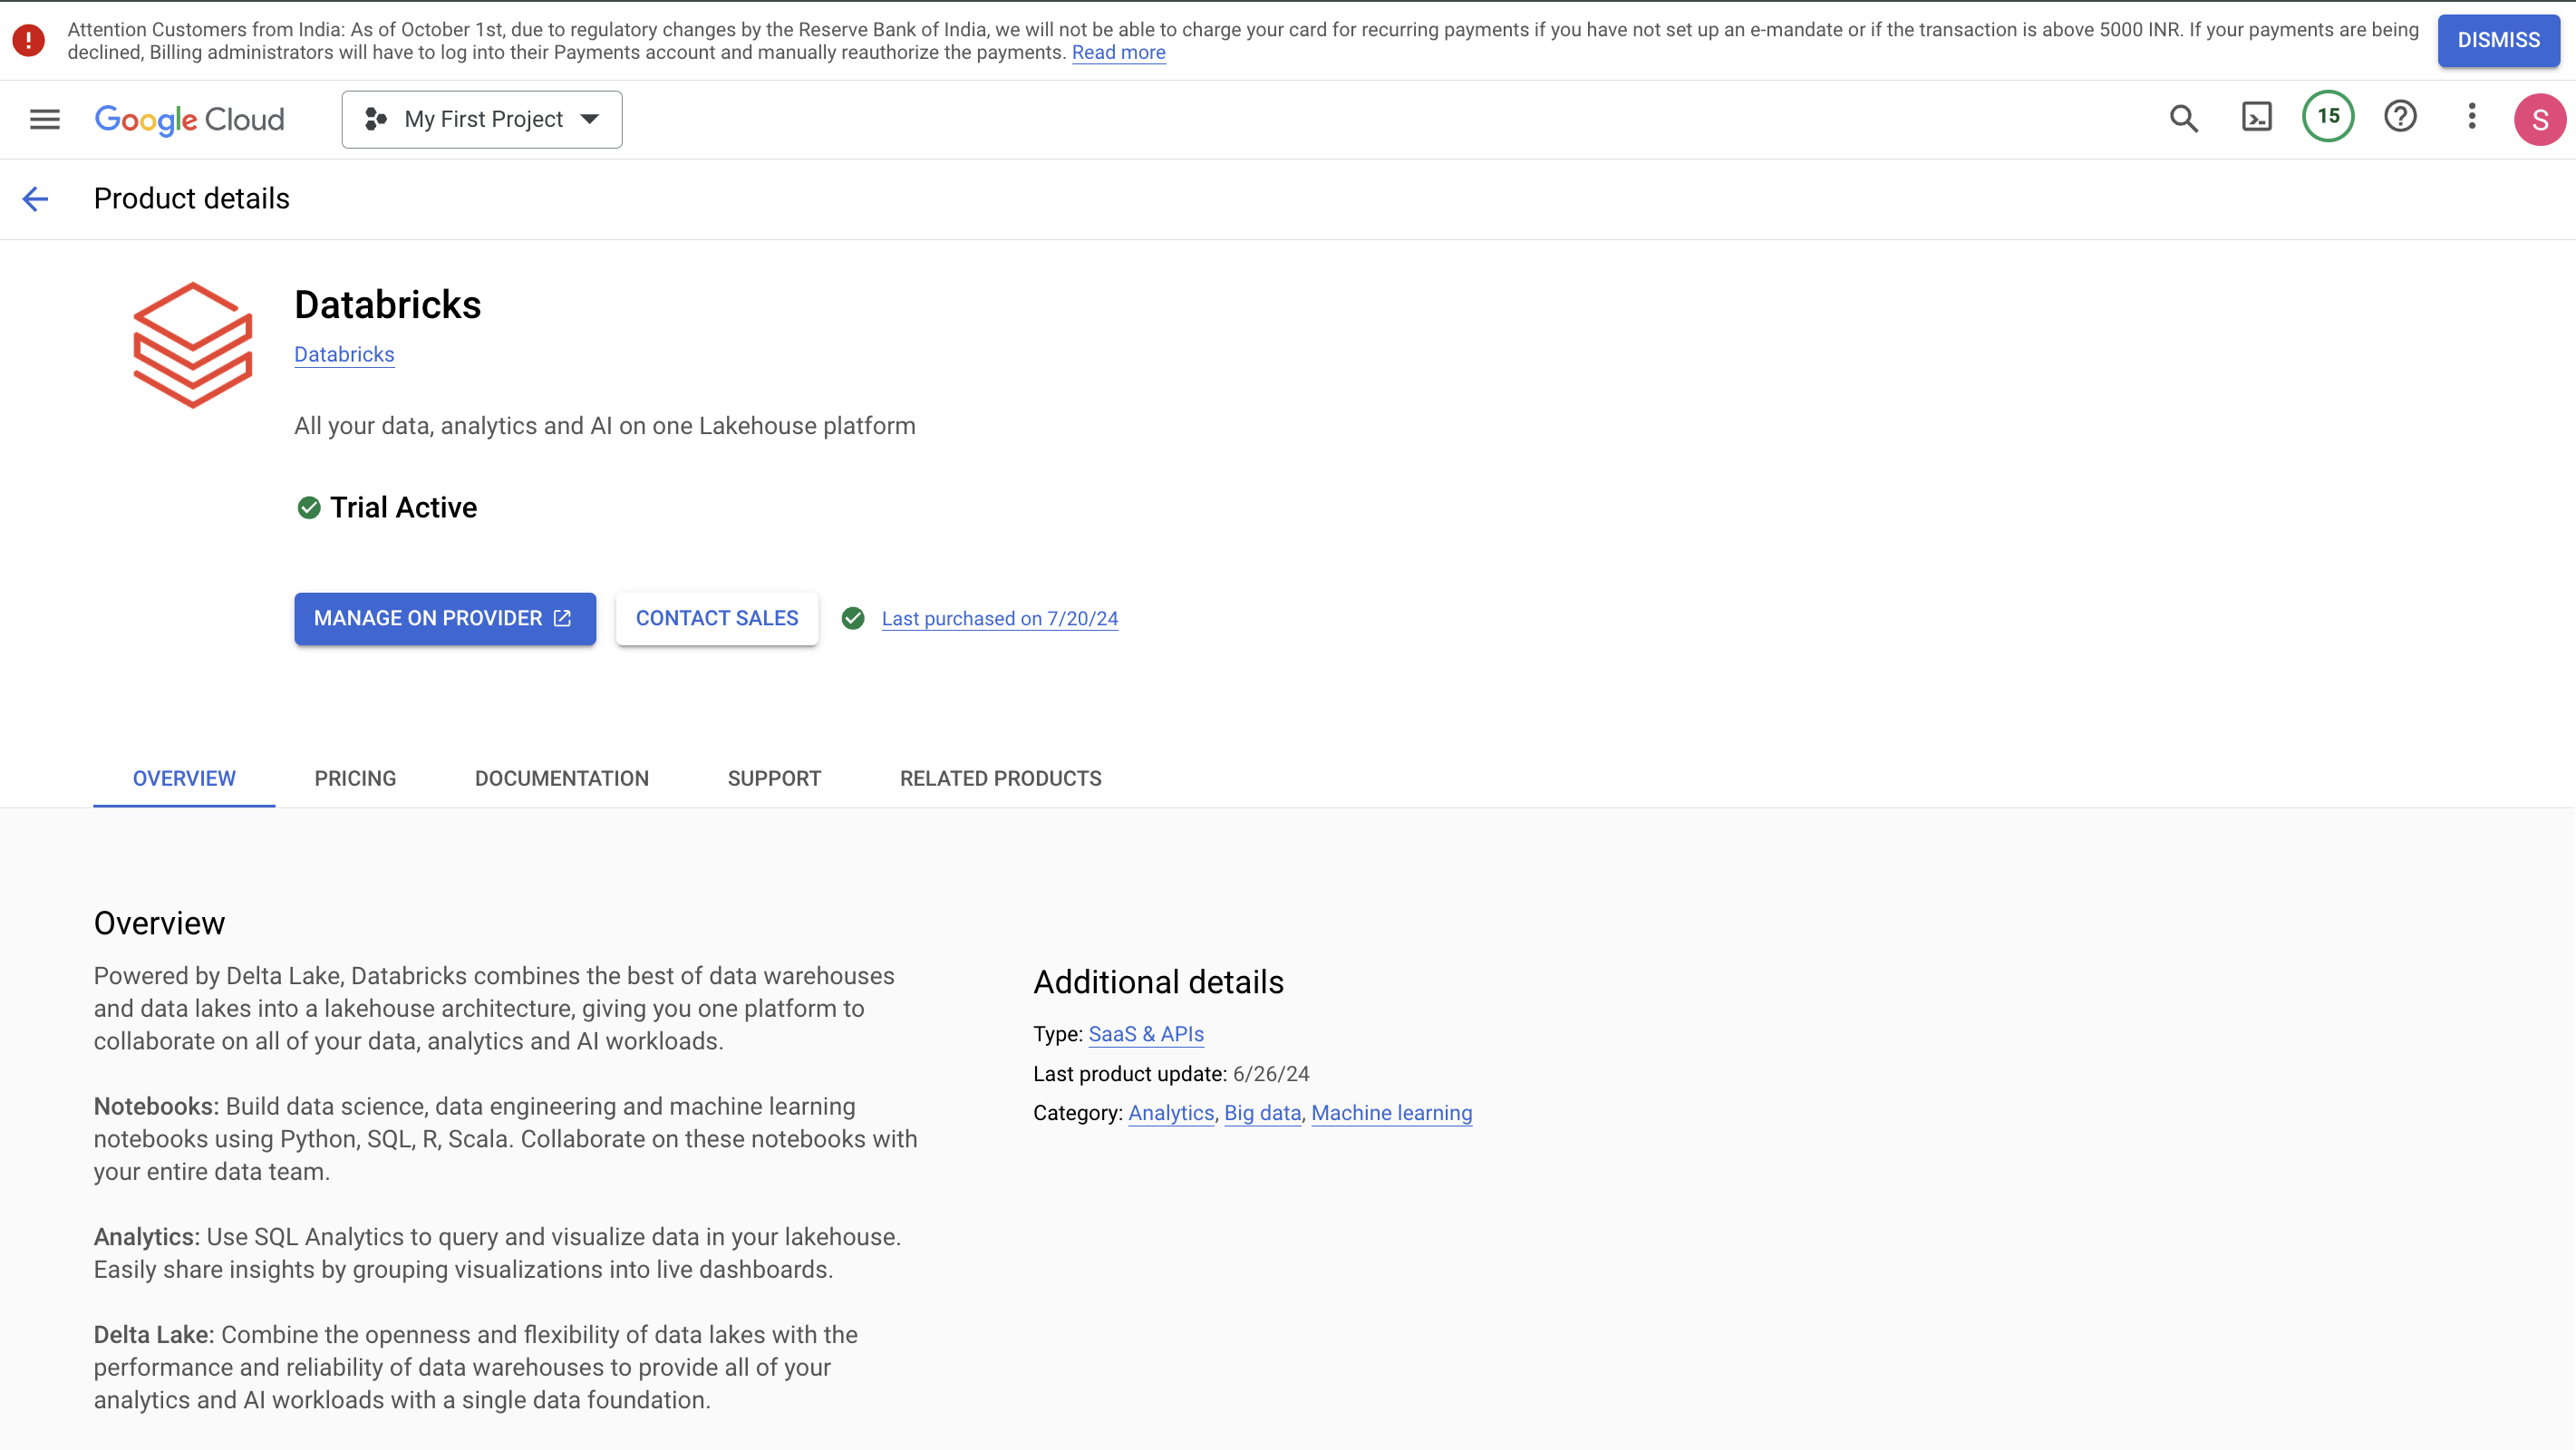 Attention Customers from India: As of October 1st, due to regulatory changes by the Reserve Bank of India, we will not be able to charge your card for recurring payments if you have not set up an e-mandate or if the transaction is above 5000 INR. If your payments are being
declined, Billing administrators will have to log into their Payments account and manually reauthorize the payments. Read more
DISMISS
Google Cloud
My First Project
15
S
Product details
Databricks
Databricks
All your data, analytics and AI on one Lakehouse platform
Trial Active
MANAGE ON PROVIDER
CONTACT SALES
Last purchased on 7/20/24
OVERVIEW
PRICING
DOCUMENTATION
SUPPORT
RELATED PRODUCTS
Overview
Powered by Delta Lake, Databricks combines the best of data warehouses
and data lakes into a lakehouse architecture, giving you one platform to
collaborate on all of your data, analytics and AI workloads.
Notebooks: Build data science, data engineering and machine learning
notebooks using Python, SQL, R, Scala. Collaborate on these notebooks with
your entire data team.
Analytics: Use SQL Analytics to query and visualize data in your lakehouse.
Easily share insights by grouping visualizations into live dashboards.
Delta Lake: Combine the openness and flexibility of data lakes with the
performance and reliability of data warehouses to provide all of your
analytics and AI workloads with a single data foundation.
Additional details
Type: SaaS & APIs
Last product update: 6/26/24
Category: Analytics, Big data, Machine learning